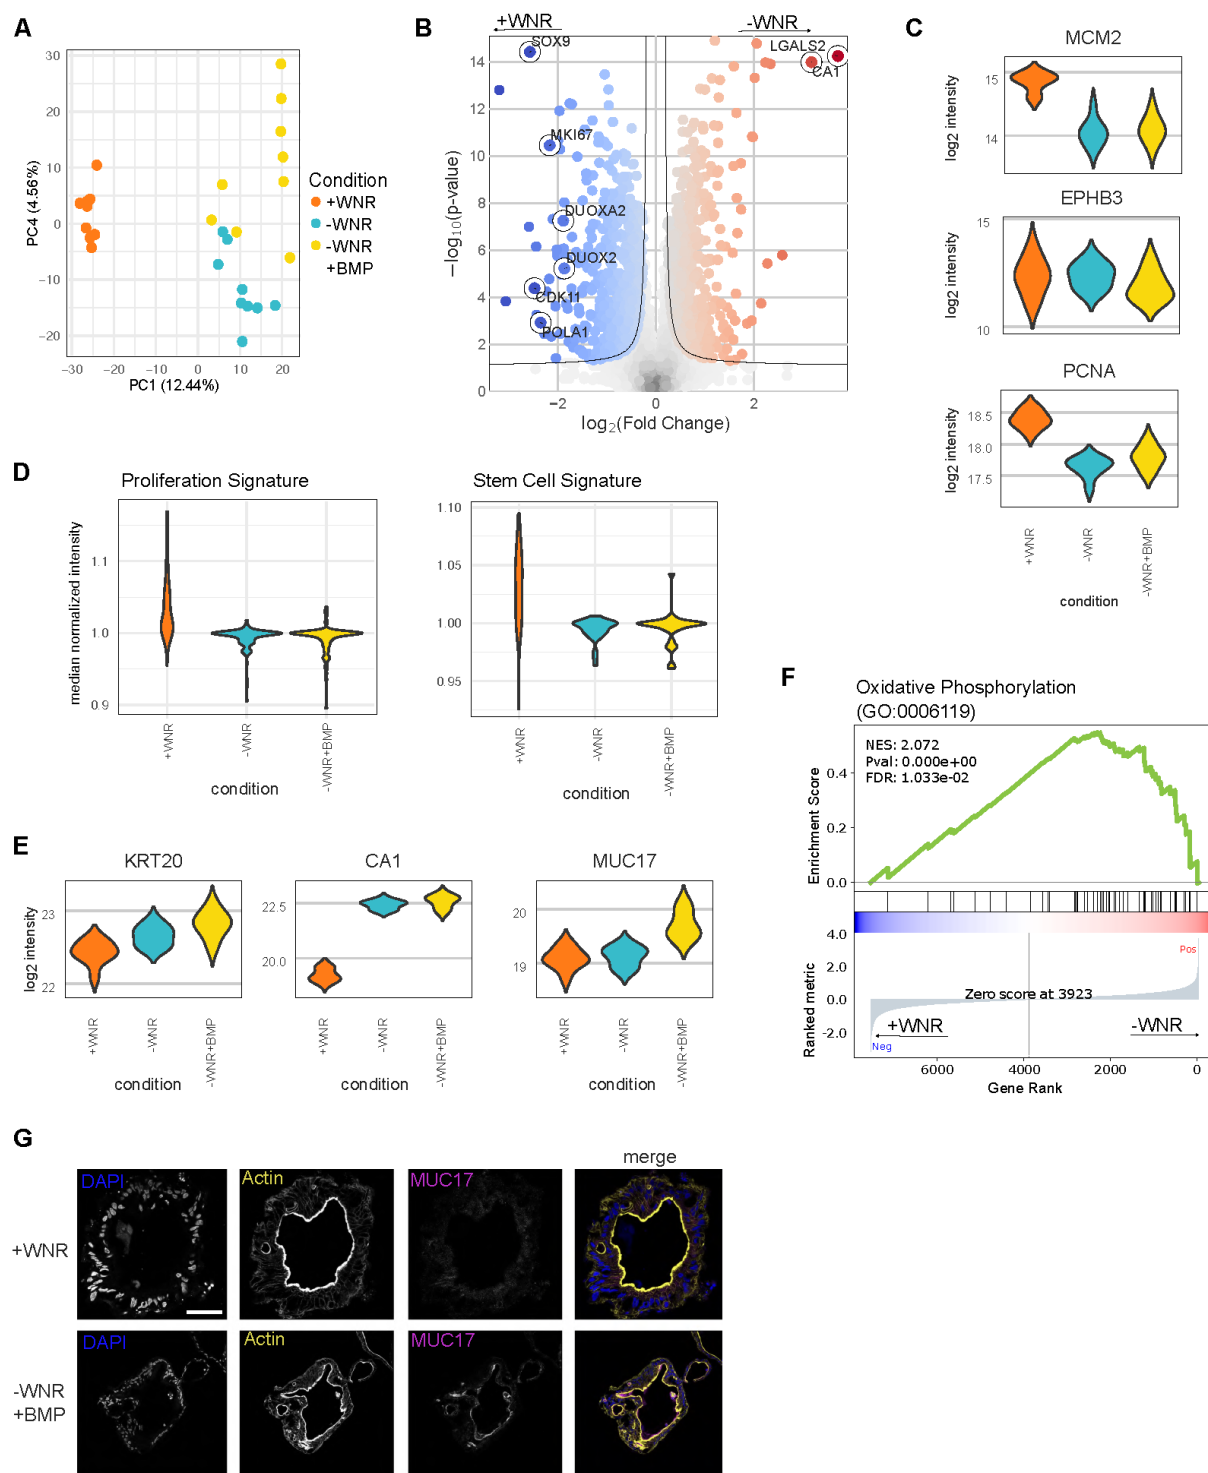 A
30
20
10
0
−10
−20
−30
−20
−10
0
10
20
PC4 (4.56%)
PC1 (12.44%)
Condition
+WNR
-WNR
-WNR
+BMP
B
+WNR
-WNR
SOX9
LGALS2
CA1
MKI67
DUOXA2
DUOX2
CDK11
POLA1
14
12
10
8
6
4
2
0
−2
0
2
−log10(p-value)
log2(Fold Change)
C
MCM2
15
14
log2 intensity
EPHB3
15
10
log2 intensity
PCNA
18.5
18.0
17.5
log2 intensity
+WNR
-WNR
-WNR+BMP
condition
D
Proliferation Signature
1.1
1.0
0.9
median normalized intensity
+WNR
-WNR
-WNR+BMP
condition
Stem Cell Signature
1.10
1.05
1.00
0.95
+WNR
-WNR
-WNR+BMP
condition
E
KRT20
23
22
log2 intensity
+WNR
-WNR
-WNR+BMP
condition
CA1
22.5
20.0
+WNR
-WNR
-WNR+BMP
condition
MUC17
20
19
+WNR
-WNR
-WNR+BMP
condition
F
Oxidative Phosphorylation
(GO:0006119)
NES: 2.072
Pval: 0.000e+00
FDR: 1.033e-02
0.4
0.2
0.0
Enrichment Score
4.0
2.0
0.0
-2.0
Ranked metric
Pos
Zero score at 3923
+WNR
-WNR
Neg
6000
4000
2000
0
Gene Rank
G
merge
DAPI
Actin
MUC17
+WNR
DAPI
Actin
MUC17
-WNR
+BMP